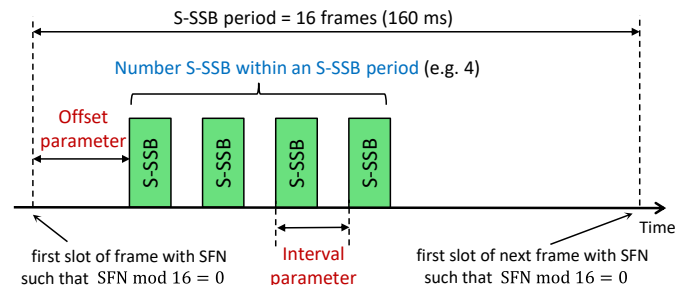 S-SSB period = 16 frames (160 ms)
Number S-SSB within an S-SSB period (e.g. 4)
Offset
parameter
S-SSB
S-SSB
S-SSB
S-SSB
Time
first slot of frame with SFN
such that SFN mod 16 = 0
Interval
parameter
first slot of next frame with SFN
such that SFN mod 16 = 0